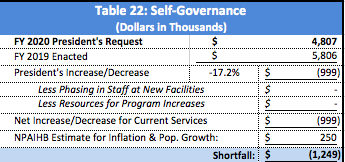 Table 22: Self-Governance
(Dollars in Thousands)
FY 2020 President's Request $ 4,807
FY 2019 Enacted $ 5,806
President's Increase/Decrease -17.2% $ (999)
Less Phasing in Staff at New Facilities $ -
Less Resources for Program Increases $ -
Net Increase/Decrease for Current Services $ (999)
NPAIHB Estimate for Inflation & Pop. Growth: $ 250
Shortfall: $ (1,249)